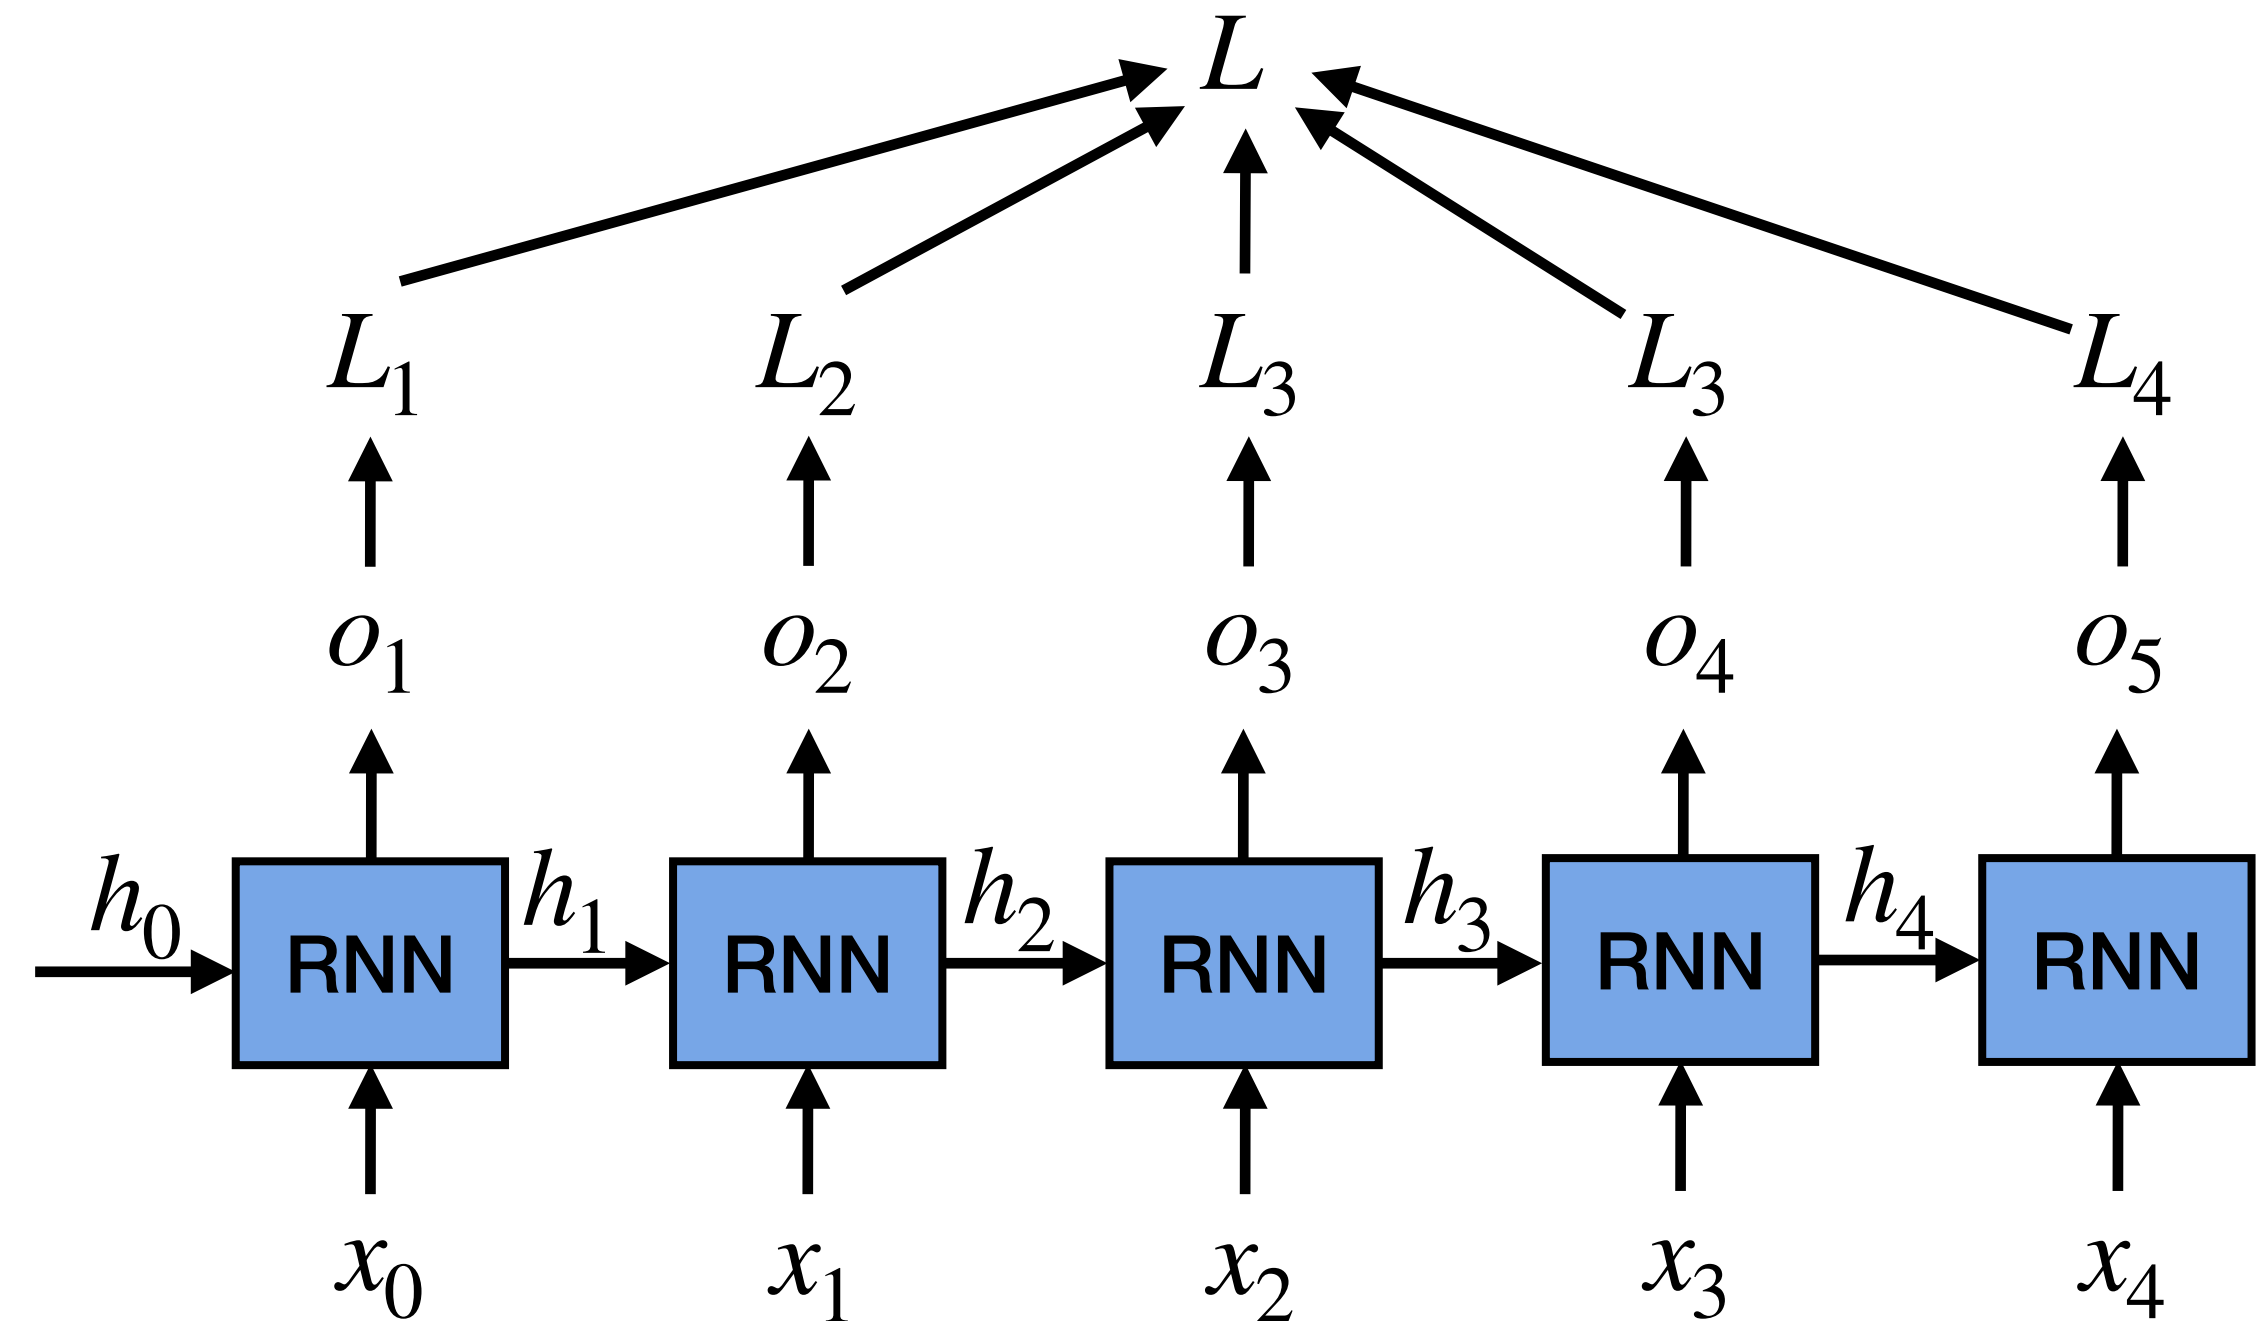 L
L₁ L₂ L₃ L₃ L₄
o₁ o₂ o₃ o₄ o₅
h₀ h₁ h₂ h₃ h₄
RNN RNN RNN RNN RNN
x₀ x₁ x₂ x₃ x₄